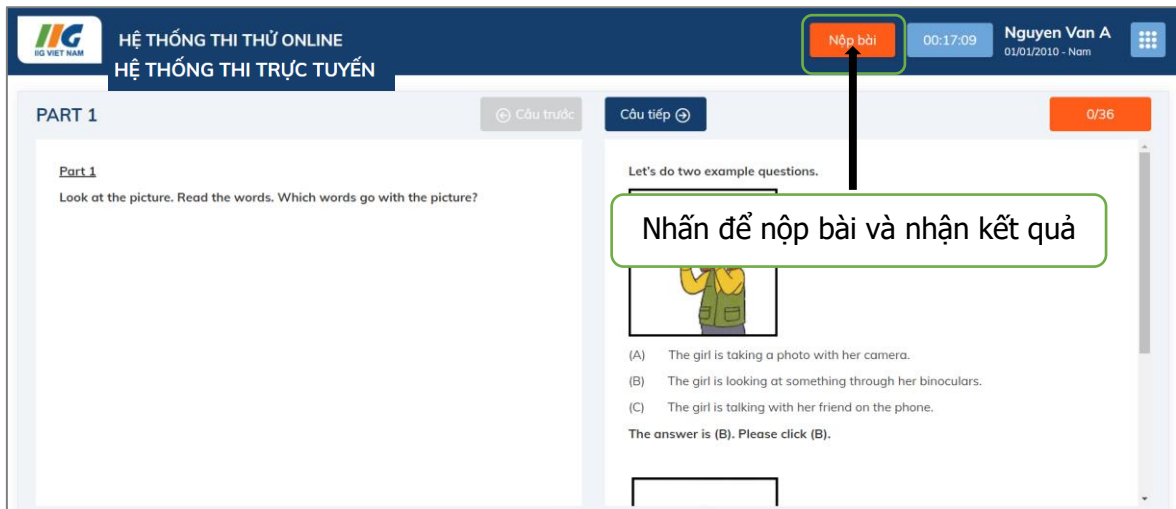 IIG VIET NAM
HỆ THỐNG THI THỬ ONLINE
HỆ THỐNG THI TRỰC TUYẾN
Nộp bài
00:17:09
Nguyen Van A
01/01/2010 - Nam
PART 1
Câu trước
Câu tiếp
0/36
Part 1
Look at the picture. Read the words. Which words go with the picture?
Let's do two example questions.
Nhấn để nộp bài và nhận kết quả
(A) The girl is taking a photo with her camera.
(B) The girl is looking at something through her binoculars.
(C) The girl is talking with her friend on the phone.
The answer is (B). Please click (B).